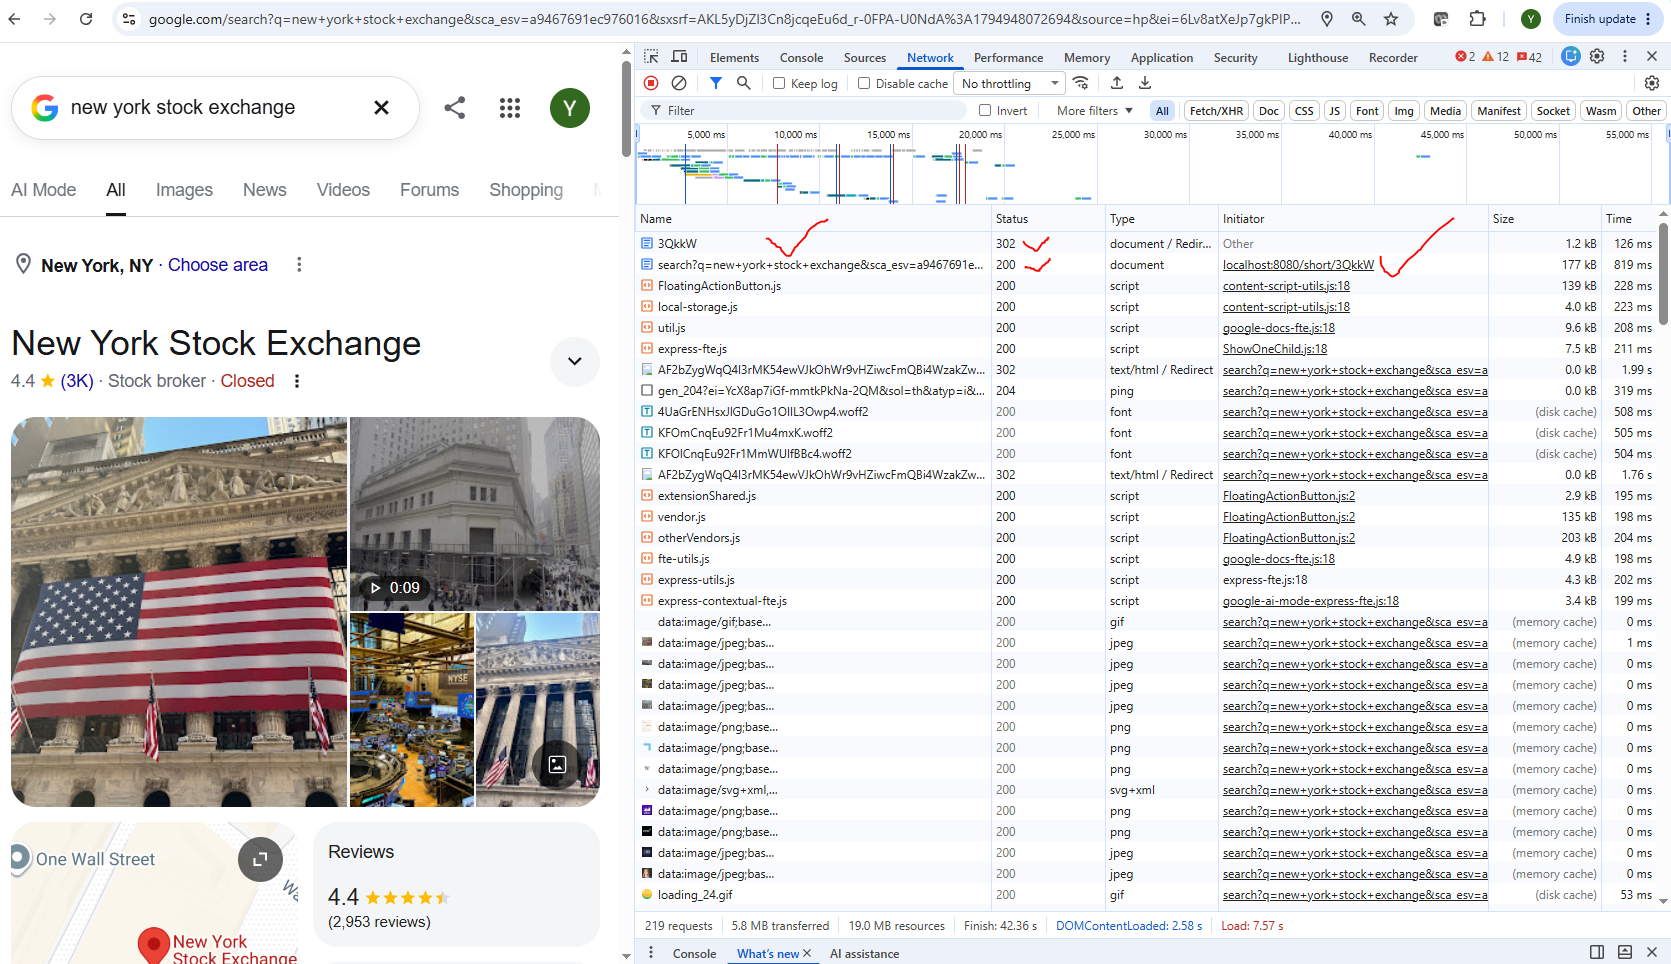 google.com/search?q=new+york+stock+exchange&sca_esv=a9467691ec976016&sxsrf=AKL5yDjZI3Cn8jcqeEu6d_r-0FPA-U0NdA%3A1794948072694&source=hp&ei=6Lv8atXeJp7gkPIP...
Y
Finish update
new york stock exchange
Y
AI Mode All Images News Videos Forums Shopping
New York, NY · Choose area
New York Stock Exchange
4.4 (3K) · Stock broker · Closed
0:09
NYSE
One Wall Street
New York
Stock Exchange
Reviews
4.4
(2,953 reviews)
Elements Console Sources Network Performance Memory Application Security Lighthouse Recorder 2 12 42
Keep log Disable cache No throttling
Filter Invert More filters All Fetch/XHR Doc CSS JS Font Img Media Manifest Socket Wasm Other
5,000 ms 10,000 ms 15,000 ms 20,000 ms 25,000 ms 30,000 ms 35,000 ms 40,000 ms 45,000 ms 50,000 ms 55,000 ms
Name Status Type Initiator Size Time
3QkkW 302 document / Redir... Other 1.2 kB 126 ms
search?q=new+york+stock+exchange&sca_esv=a9467691e... 200 document localhost:8080/short/3QkkW 177 kB 819 ms
FloatingActionButton.js 200 script content-script-utils.js:18 139 kB 228 ms
local-storage.js 200 script content-script-utils.js:18 4.0 kB 223 ms
util.js 200 script google-docs-fte.js:18 9.6 kB 208 ms
express-fte.js 200 script ShowOneChild.js:18 7.5 kB 211 ms
AF2bZygWqQ4I3rMK54ewVJkOhWr9vHZiwcFmQBi4WzakZw... 302 text/html / Redirect search?q=new+york+stock+exchange&sca_esv=a 0.0 kB 1.99 s
gen_204?ei=YcX8ap7iGf-mmtkPkNa-2QM&sol=th&atyp=i&... 204 ping search?q=new+york+stock+exchange&sca_esv=a 0.0 kB 319 ms
4UaGrENHsxJlGDuGo1OIlL3Owp4.woff2 200 font search?q=new+york+stock+exchange&sca_esv=a (disk cache) 508 ms
KFOmCnqEu92Fr1Mu4mxK.woff2 200 font search?q=new+york+stock+exchange&sca_esv=a (disk cache) 505 ms
KFOlCnqEu92Fr1MmWUlfBBc4.woff2 200 font search?q=new+york+stock+exchange&sca_esv=a (disk cache) 504 ms
AF2bZygWqQ4I3rMK54ewVJkOhWr9vHZiwcFmQBi4WzakZw... 302 text/html / Redirect search?q=new+york+stock+exchange&sca_esv=a 0.0 kB 1.76 s
extensionShared.js 200 script FloatingActionButton.js:2 2.9 kB 195 ms
vendor.js 200 script FloatingActionButton.js:2 135 kB 198 ms
otherVendors.js 200 script FloatingActionButton.js:2 203 kB 204 ms
fte-utils.js 200 script google-docs-fte.js:18 4.9 kB 198 ms
express-utils.js 200 script express-fte.js:18 4.3 kB 202 ms
express-contextual-fte.js 200 script google-ai-mode-express-fte.js:18 3.4 kB 199 ms
data:image/gif;base... 200 gif search?q=new+york+stock+exchange&sca_esv=a (memory cache) 0 ms
data:image/jpeg;bas... 200 jpeg search?q=new+york+stock+exchange&sca_esv=a (memory cache) 1 ms
data:image/jpeg;bas... 200 jpeg search?q=new+york+stock+exchange&sca_esv=a (memory cache) 0 ms
data:image/jpeg;bas... 200 jpeg search?q=new+york+stock+exchange&sca_esv=a (memory cache) 0 ms
data:image/jpeg;bas... 200 jpeg search?q=new+york+stock+exchange&sca_esv=a (memory cache) 0 ms
data:image/png;base... 200 png search?q=new+york+stock+exchange&sca_esv=a (memory cache) 0 ms
data:image/png;base... 200 png search?q=new+york+stock+exchange&sca_esv=a (memory cache) 0 ms
data:image/png;base... 200 png search?q=new+york+stock+exchange&sca_esv=a (memory cache) 0 ms
data:image/svg+xml,... 200 svg+xml search?q=new+york+stock+exchange&sca_esv=a (memory cache) 0 ms
data:image/png;base... 200 png search?q=new+york+stock+exchange&sca_esv=a (memory cache) 0 ms
data:image/png;base... 200 png search?q=new+york+stock+exchange&sca_esv=a (memory cache) 0 ms
data:image/jpeg;bas... 200 jpeg search?q=new+york+stock+exchange&sca_esv=a (memory cache) 0 ms
data:image/jpeg;bas... 200 jpeg search?q=new+york+stock+exchange&sca_esv=a (memory cache) 0 ms
loading_24.gif 200 gif search?q=new+york+stock+exchange&sca_esv=a (disk cache) 53 ms
219 requests 5.8 MB transferred 19.0 MB resources Finish: 42.36 s DOMContentLoaded: 2.58 s Load: 7.57 s
Console What's new AI assistance